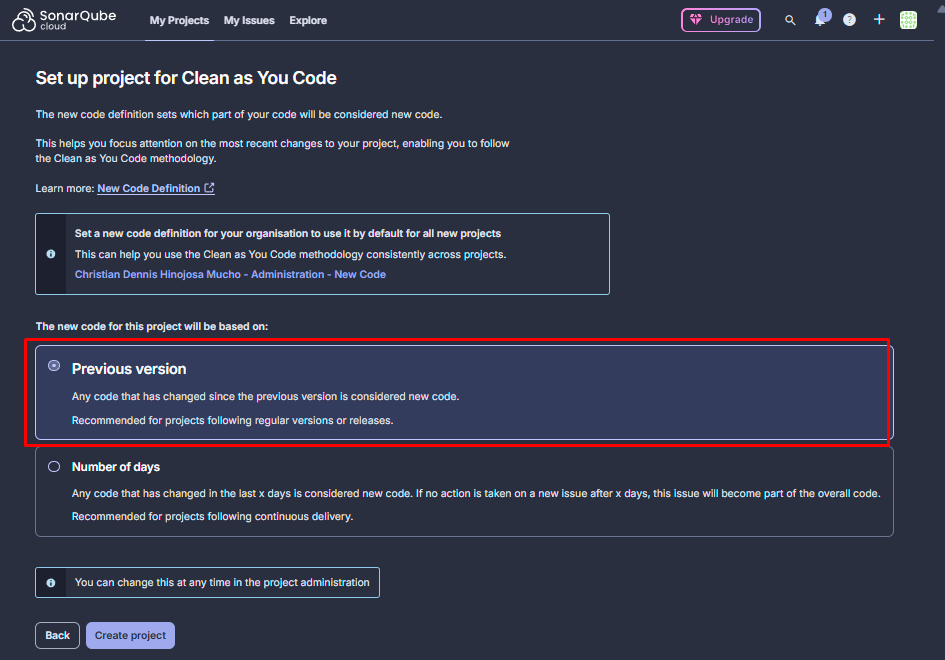 SonarQube
cloud
My Projects
My Issues
Explore
Upgrade
1
?
Set up project for Clean as You Code
The new code definition sets which part of your code will be considered new code.
This helps you focus attention on the most recent changes to your project, enabling you to follow
the Clean as You Code methodology.
Learn more: New Code Definition
Set a new code definition for your organisation to use it by default for all new projects
This can help you use the Clean as You Code methodology consistently across projects.
Christian Dennis Hinojosa Mucho - Administration - New Code
The new code for this project will be based on:
Previous version
Any code that has changed since the previous version is considered new code.
Recommended for projects following regular versions or releases.
Number of days
Any code that has changed in the last x days is considered new code. If no action is taken on a new issue after x days, this issue will become part of the overall code.
Recommended for projects following continuous delivery.
You can change this at any time in the project administration
Back
Create project